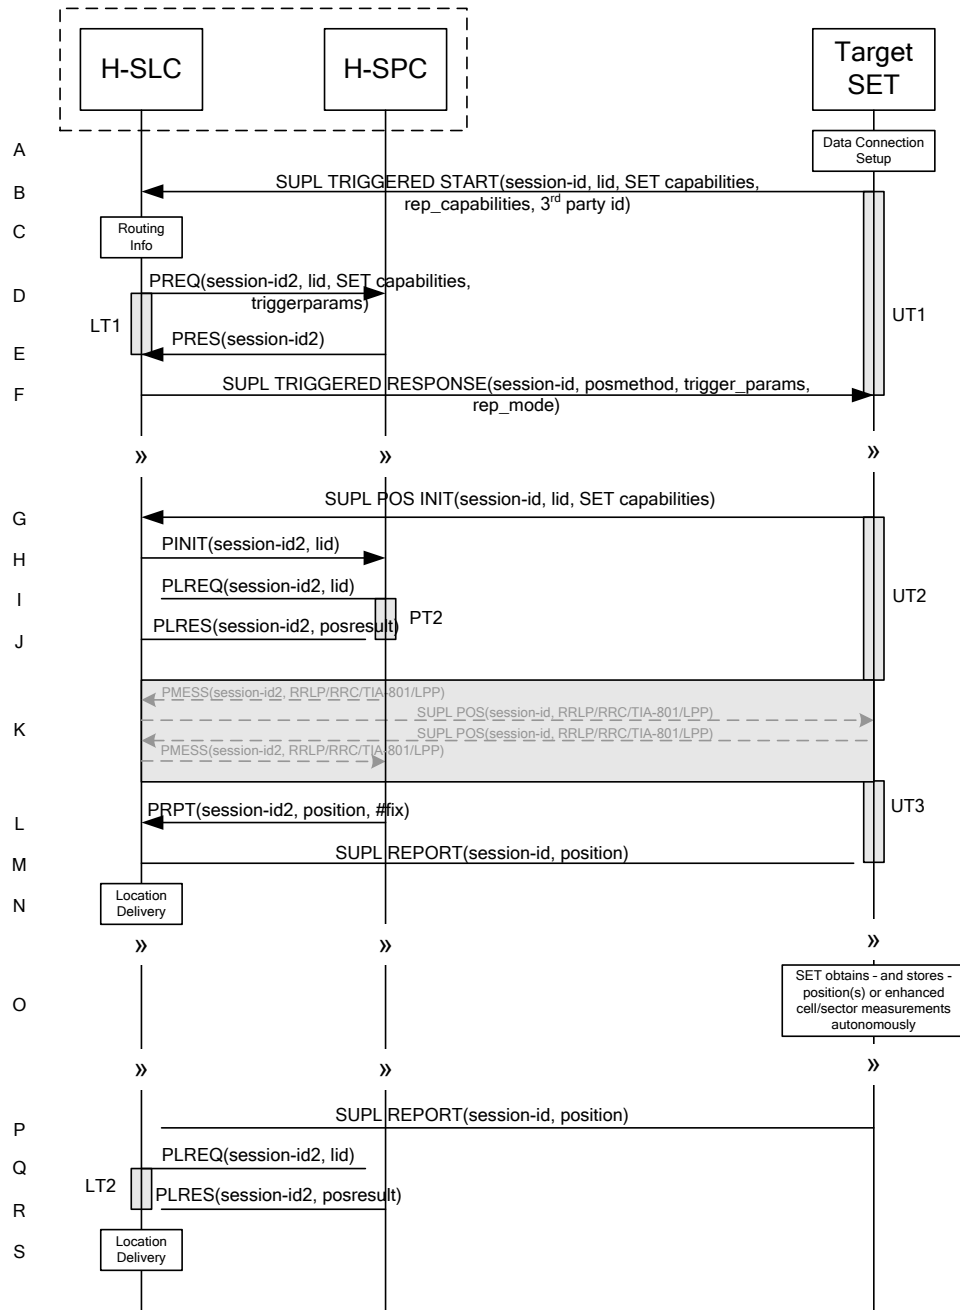 H-SLC
H-SPC
Target
SET
A
Data Connection
Setup
B
SUPL TRIGGERED START(session-id, lid, SET capabilities,
rep_capabilities, 3rd party id)
C
Routing
Info
D
PREQ(session-id2, lid, SET capabilities,
triggerparams)
LT1
UT1
E
PRES(session-id2)
F
SUPL TRIGGERED RESPONSE(session-id, posmethod, trigger_params,
rep_mode)
» » »
G
SUPL POS INIT(session-id, lid, SET capabilities)
H
PINIT(session-id2, lid)
I
PLREQ(session-id2, lid)
PT2
UT2
J
PLRES(session-id2, posresult)
K
PMESS(session-id2, RRLP/RRC/TIA-801/LPP)
SUPL POS(session-id, RRLP/RRC/TIA-801/LPP)
SUPL POS(session-id, RRLP/RRC/TIA-801/LPP)
PMESS(session-id2, RRLP/RRC/TIA-801/LPP)
L
PRPT(session-id2, position, #fix)
UT3
M
SUPL REPORT(session-id, position)
N
Location
Delivery
» » »
O
SET obtains - and stores -
position(s) or enhanced
cell/sector measurements
autonomously
» » »
P
SUPL REPORT(session-id, position)
Q
PLREQ(session-id2, lid)
LT2
R
PLRES(session-id2, posresult)
S
Location
Delivery